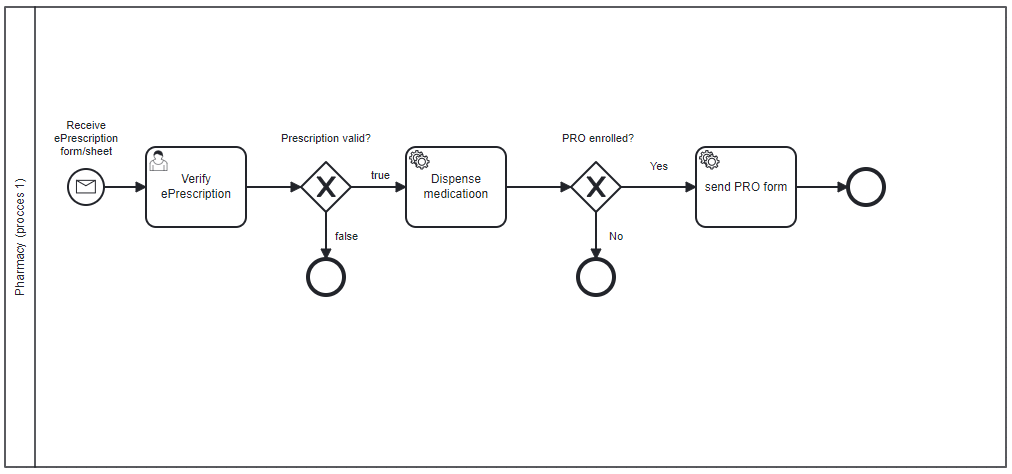 Pharmacy (procces 1)
Receive
ePrescription
form/sheet
Verify
ePrescription
Prescription valid?
true
false
Dispense
medicatioon
PRO enrolled?
Yes
No
send PRO form